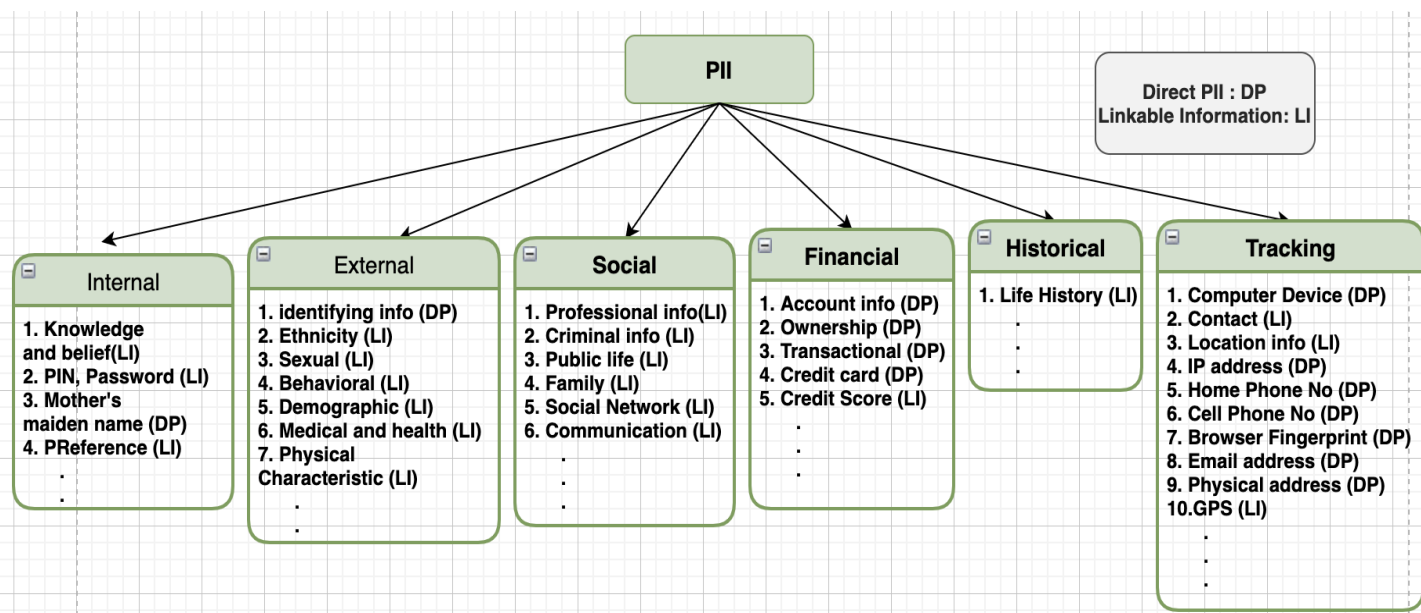 PII
Direct PII : DP
Linkable Information: LI
Internal
1. Knowledge
and belief(LI)
2. PIN, Password (LI)
3. Mother's
maiden name (DP)
4. PReference (LI)
.
.
External
1. identifying info (DP)
2. Ethnicity (LI)
3. Sexual (LI)
4. Behavioral (LI)
5. Demographic (LI)
6. Medical and health (LI)
7. Physical
Characteristic (LI)
.
.
Social
1. Professional info(LI)
2. Criminal info (LI)
3. Public life (LI)
4. Family (LI)
5. Social Network (LI)
6. Communication (LI)
.
.
.
Financial
1. Account info (DP)
2. Ownership (DP)
3. Transactional (DP)
4. Credit card (DP)
5. Credit Score (LI)
.
.
.
Historical
1. Life History (LI)
.
.
.
Tracking
1. Computer Device (DP)
2. Contact (LI)
3. Location info (LI)
4. IP address (DP)
5. Home Phone No (DP)
6. Cell Phone No (DP)
7. Browser Fingerprint (DP)
8. Email address (DP)
9. Physical address (DP)
10.GPS (LI)
.
.
.